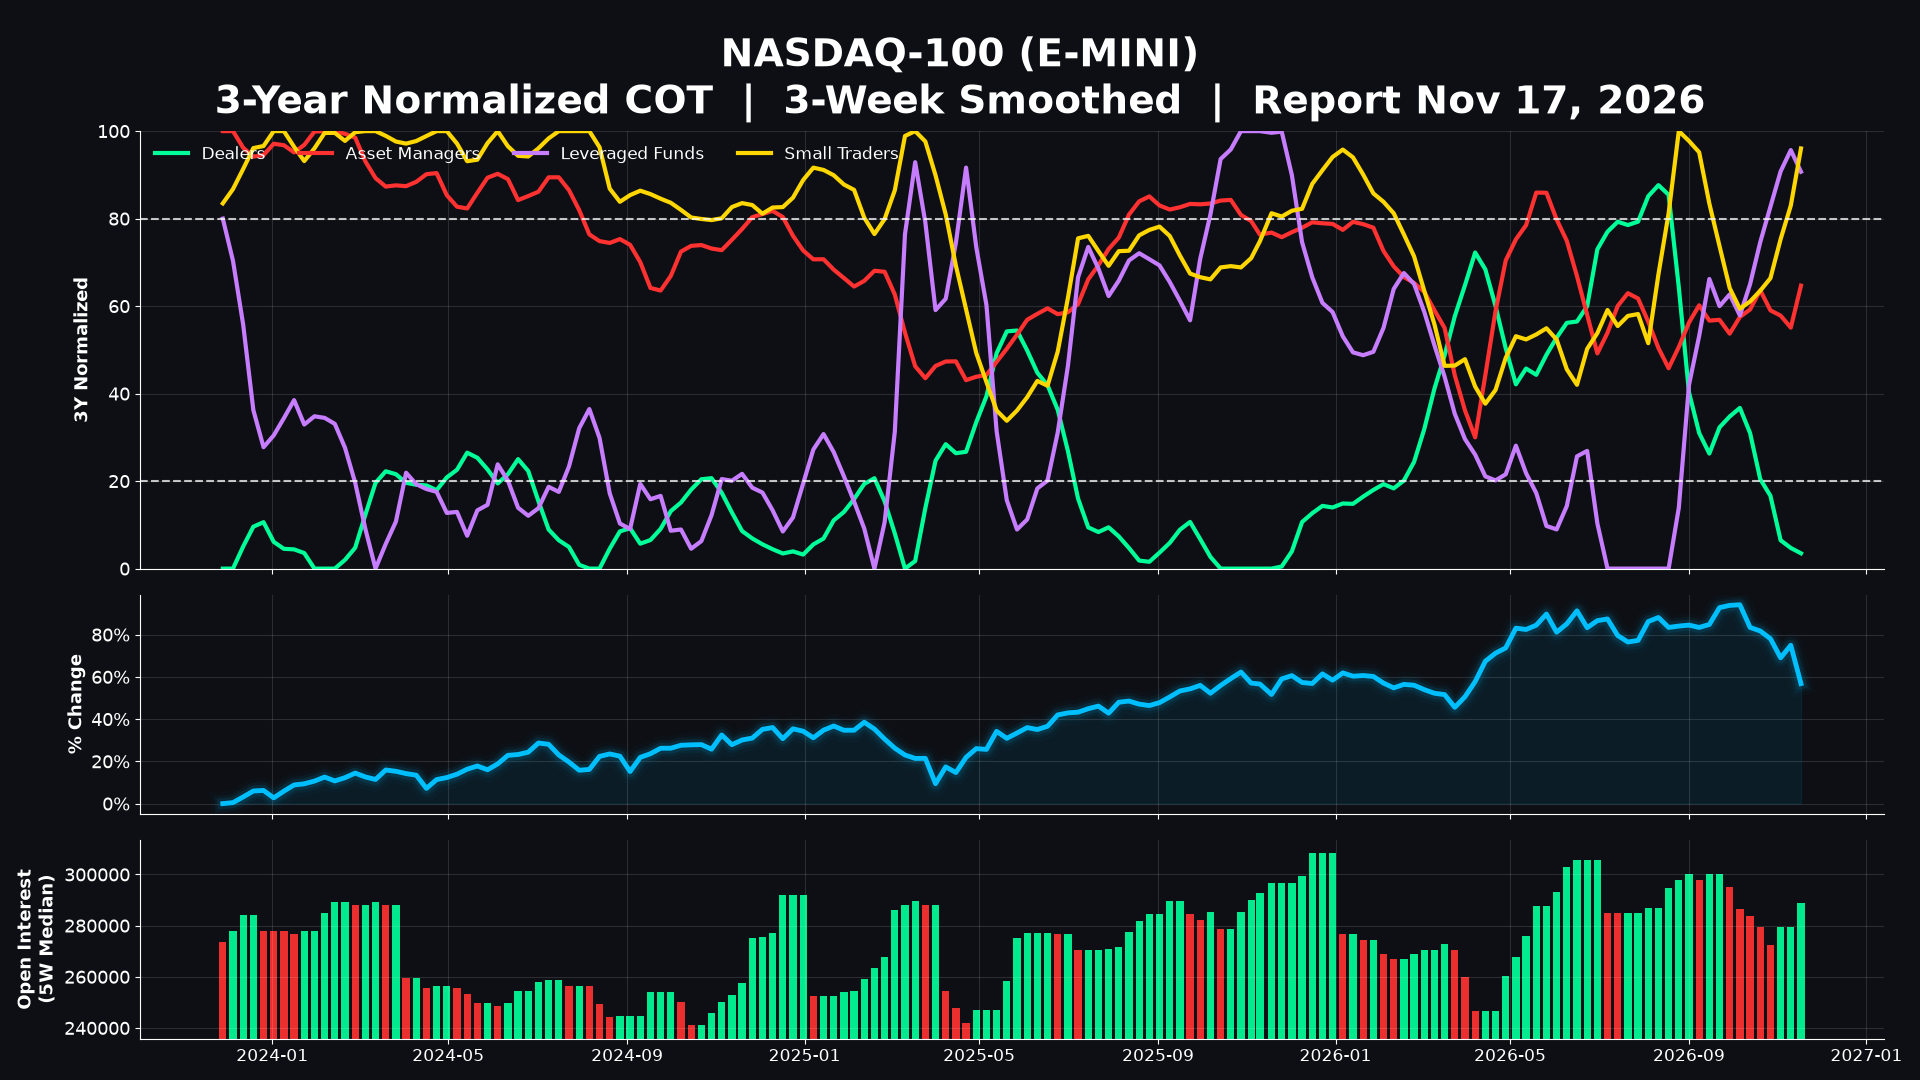 NASDAQ-100 (E-MINI)
3-Year Normalized COT | 3-Week Smoothed | Report Nov 17, 2026
3Y Normalized
100
80
60
40
20
0
Dealers
Asset Managers
Leveraged Funds
Small Traders
% Change
80%
60%
40%
20%
0%
Open Interest
(5W Median)
300000
280000
260000
240000
2024-01
2024-05
2024-09
2025-01
2025-05
2025-09
2026-01
2026-05
2026-09
2027-01